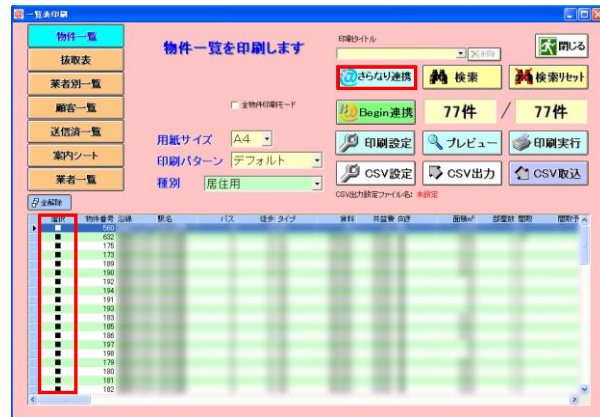 一覧表印刷
物件一覧
抜取表
業者別一覧
顧客一覧
送信済一覧
案内シート
業者一覧
物件一覧を印刷します
全物件印刷モード
用紙サイズ A4
印刷パターン デフォルト
種別 居住用
印刷タイトル
削除
閉じる
@さらなり連携
検索
検索リセット
Begin連携
77件 / 77件
印刷設定
プレビュー
印刷実行
CSV設定
CSV出力
CSV取込
CSV出力設定ファイル名: 未設定
全解除
選択 物件番号 沿線 駅名 バス 徒歩 タイプ 賃料 共益費 向き 面積m² 部屋数 間取 間取予
560
632
175
173
189
190
192
194
191
193
183
185
186
197
198
179
180
181
182